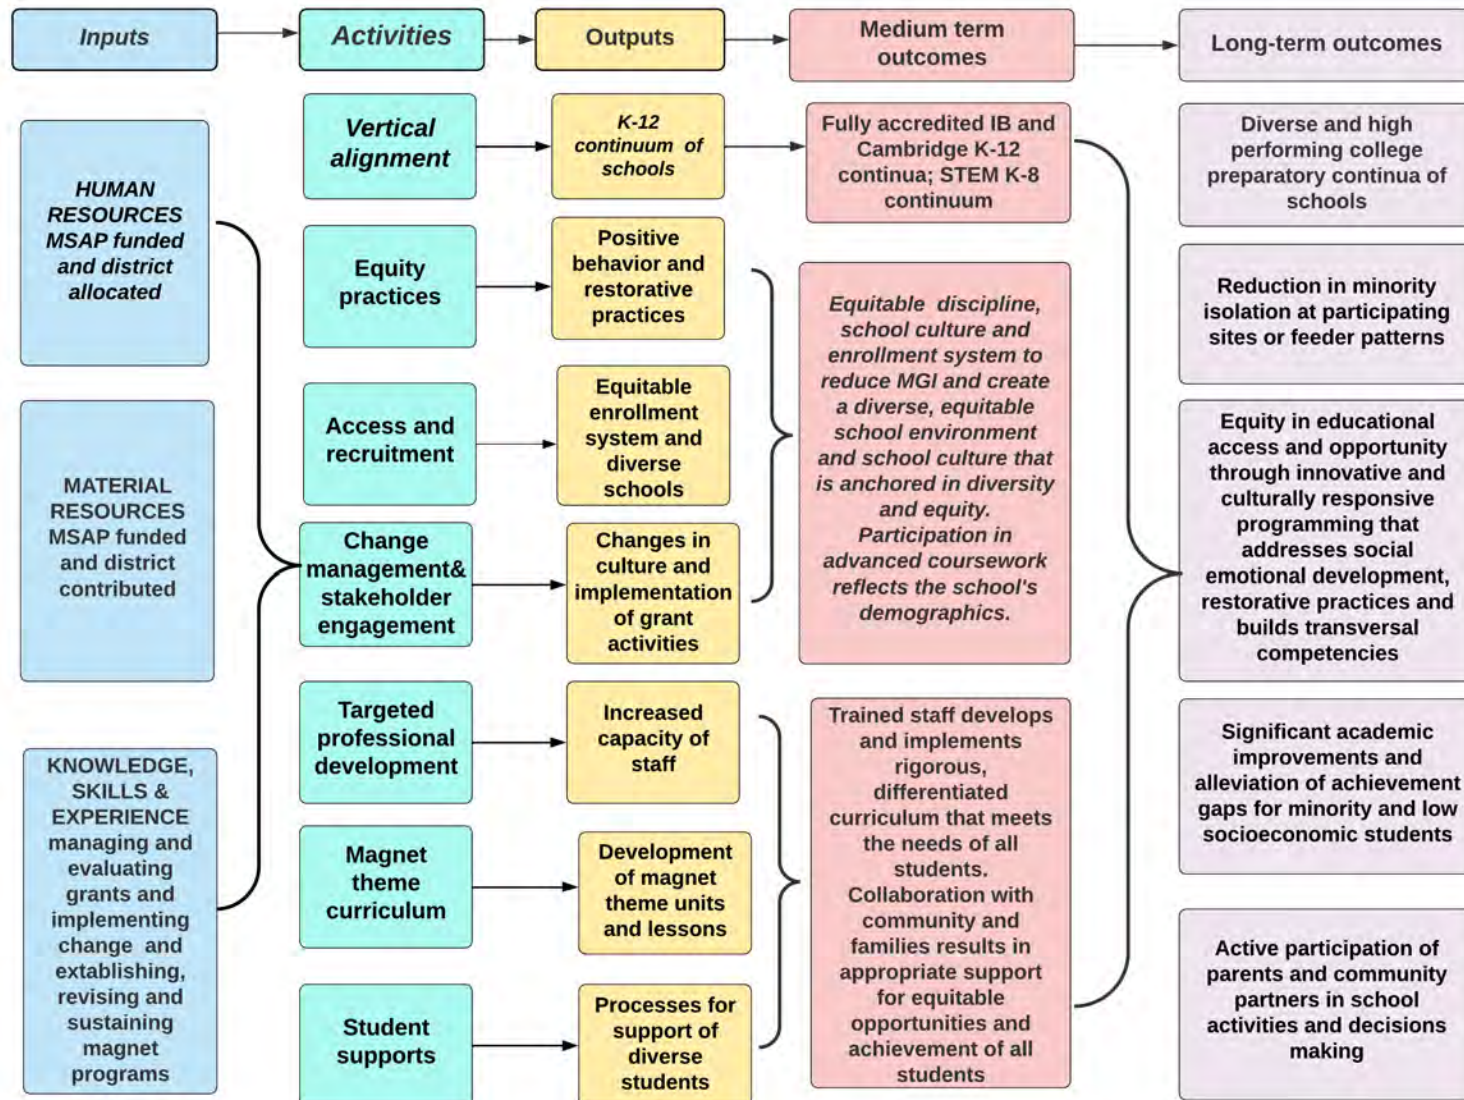 Inputs
Activities
Outputs
Medium term
outcomes
Long-term outcomes
HUMAN
RESOURCES
MSAP funded
and district
allocated
MATERIAL
RESOURCES
MSAP funded
and district
contributed
KNOWLEDGE,
SKILLS &
EXPERIENCE
managing and
evaluating
grants and
implementing
change and
extablishing,
revising and
sustaining
magnet
programs
Vertical
alignment
Equity
practices
Access and
recruitment
Change
management&
stakeholder
engagement
Targeted
professional
development
Magnet
theme
curriculum
Student
supports
K-12
continuum of
schools
Positive
behavior and
restorative
practices
Equitable
enrollment
system and
diverse
schools
Changes in
culture and
implementation
of grant
activities
Increased
capacity of
staff
Development
of magnet
theme units
and lessons
Processes for
support of
diverse
students
Fully accredited IB and
Cambridge K-12
continua; STEM K-8
continuum
Equitable discipline,
school culture and
enrollment system to
reduce MGI and create
a diverse, equitable
school environment
and school culture that
is anchored in diversity
and equity.
Participation in
advanced coursework
reflects the school's
demographics.
Trained staff develops
and implements
rigorous,
differentiated
curriculum that meets
the needs of all
students.
Collaboration with
community and
families results in
appropriate support
for equitable
opportunities and
achievement of all
students
Diverse and high
performing college
preparatory continua of
schools
Reduction in minority
isolation at participating
sites or feeder patterns
Equity in educational
access and opportunity
through innovative and
culturally responsive
programming that
addresses social
emotional development,
restorative practices and
builds transversal
competencies
Significant academic
improvements and
alleviation of achievement
gaps for minority and low
socioeconomic students
Active participation of
parents and community
partners in school
activities and decisions
making